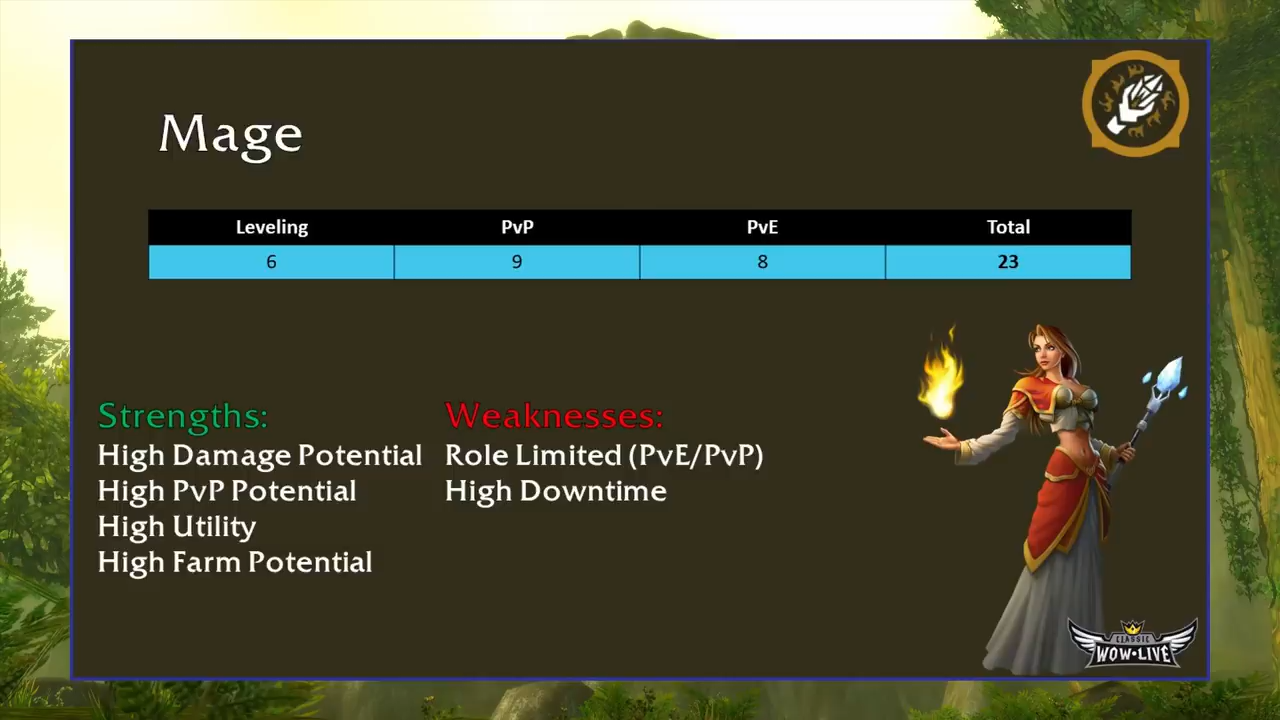 Mage
Leveling PvP PvE Total
6 9 8 23
Strengths: Weaknesses:
High Damage Potential Role Limited (PvE/PvP)
High PvP Potential High Downtime
High Utility
High Farm Potential
CLASSIC
WOW•LIVE